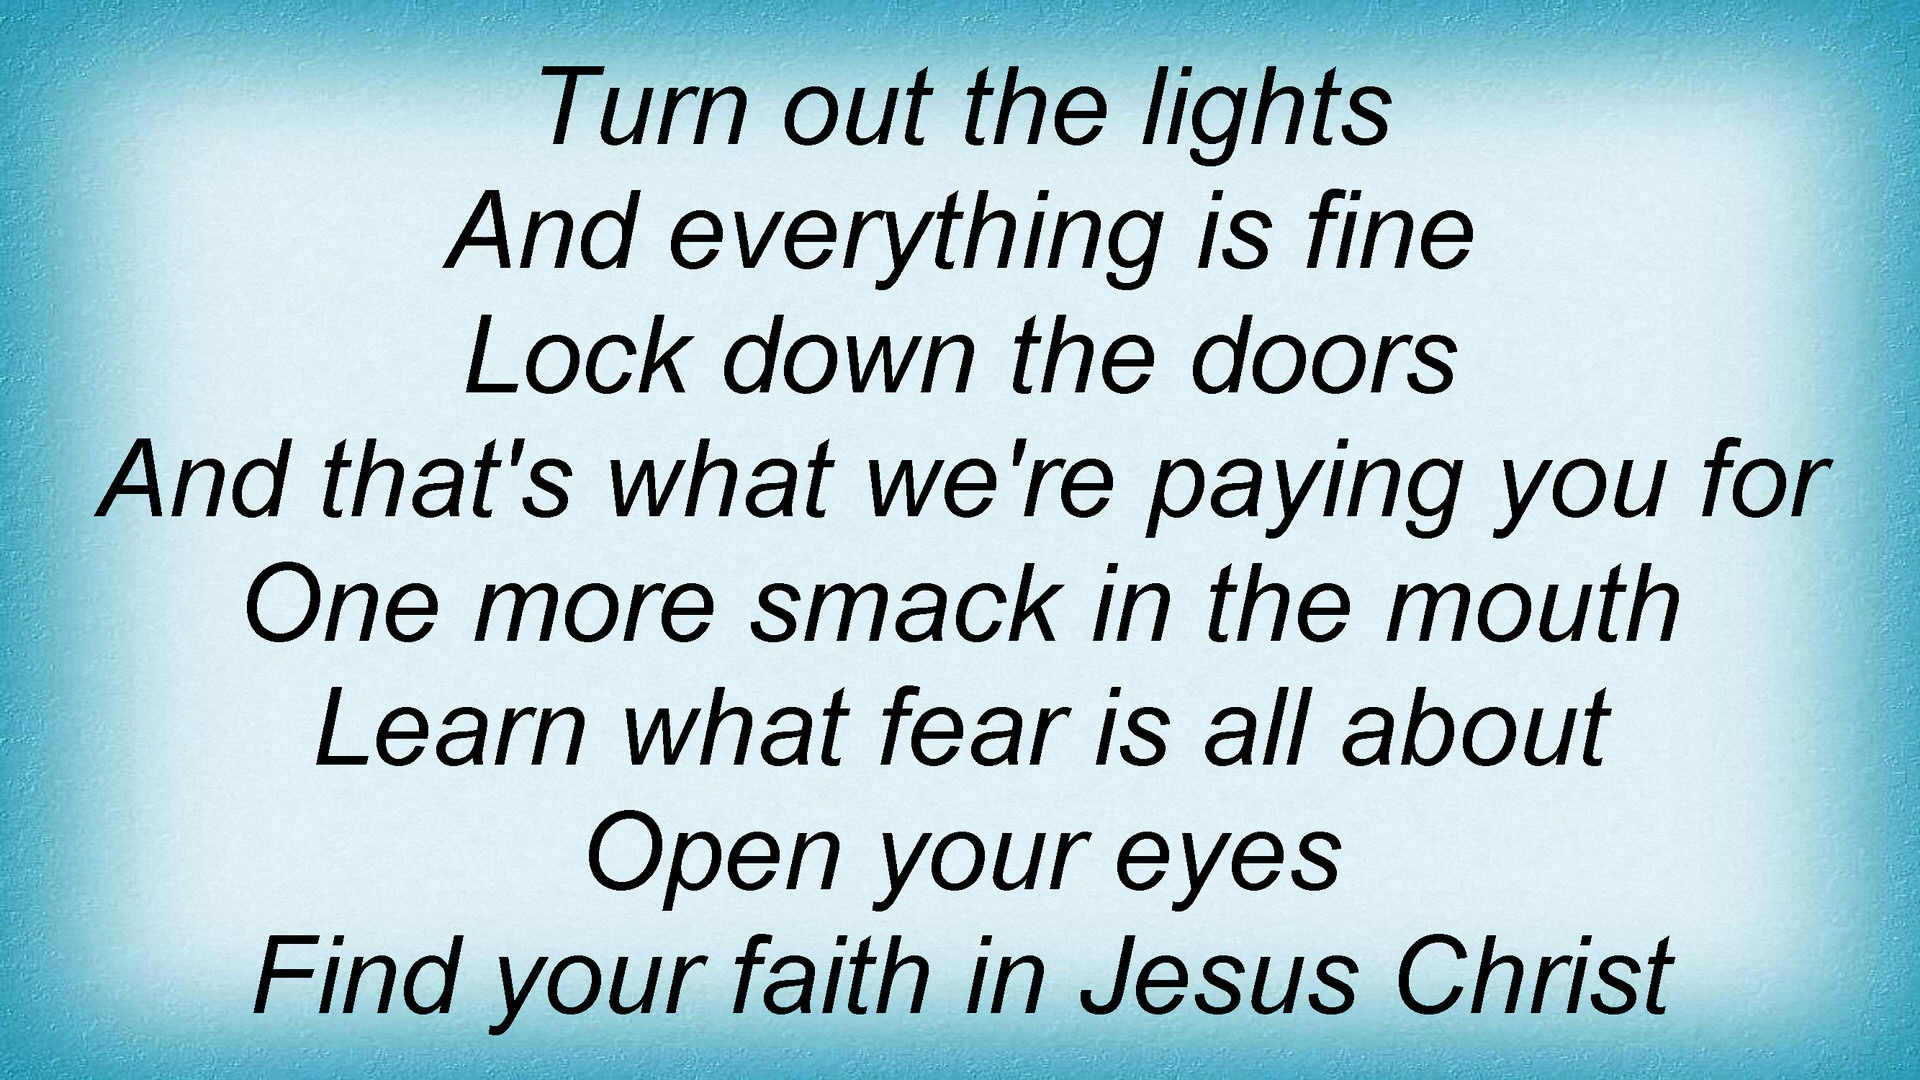 Turn out the lights
And everything is fine
Lock down the doors
And that's what we're paying you for
One more smack in the mouth
Learn what fear is all about
Open your eyes
Find your faith in Jesus Christ